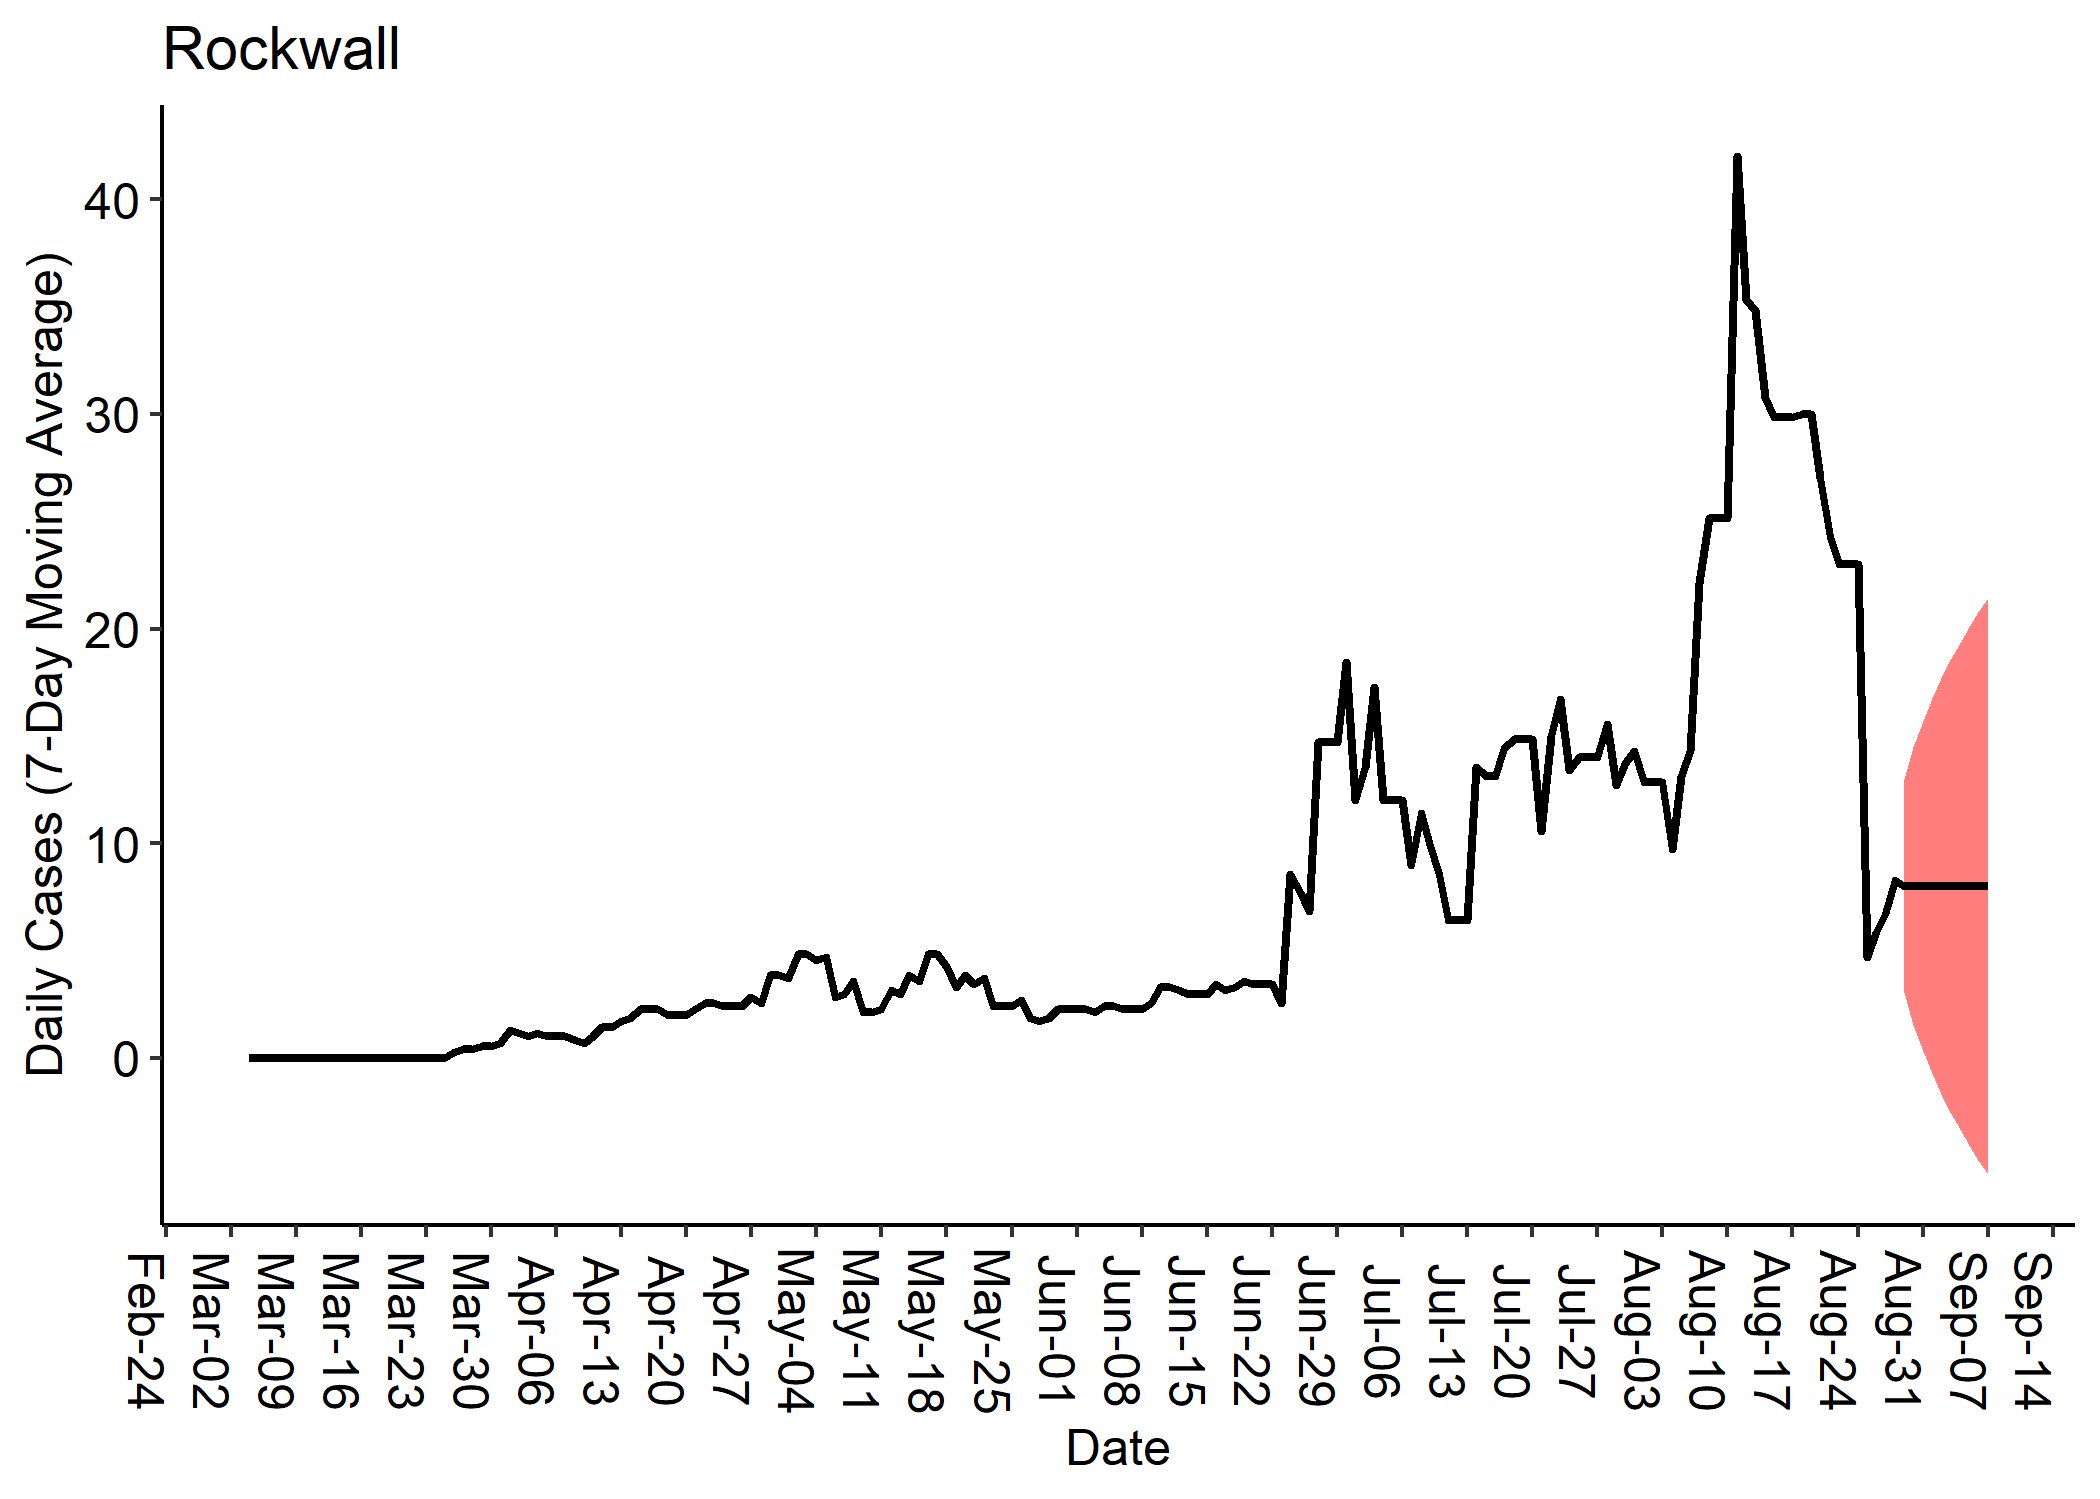 Rockwall
Daily Cases (7-Day Moving Average)
40
30
20
10
0
Feb-24
Mar-02
Mar-09
Mar-16
Mar-23
Mar-30
Apr-06
Apr-13
Apr-20
Apr-27
May-04
May-11
May-18
May-25
Jun-01
Jun-08
Jun-15
Jun-22
Jun-29
Jul-06
Jul-13
Jul-20
Jul-27
Aug-03
Aug-10
Aug-17
Aug-24
Aug-31
Sep-07
Sep-14
Date